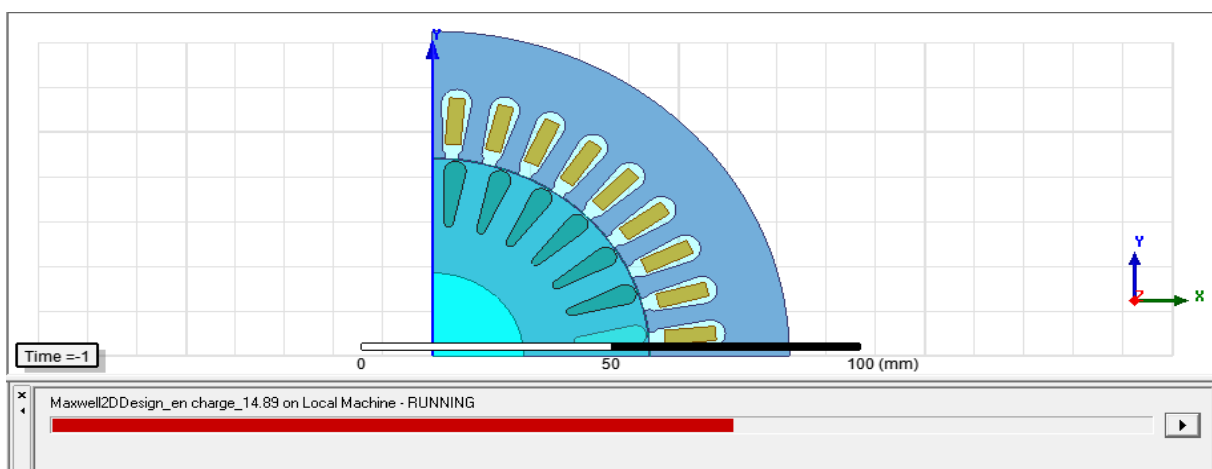 Y
Y
Z
X
Time =-1
0
50
100 (mm)
Maxwell2DDesign_en charge_14.89 on Local Machine - RUNNING